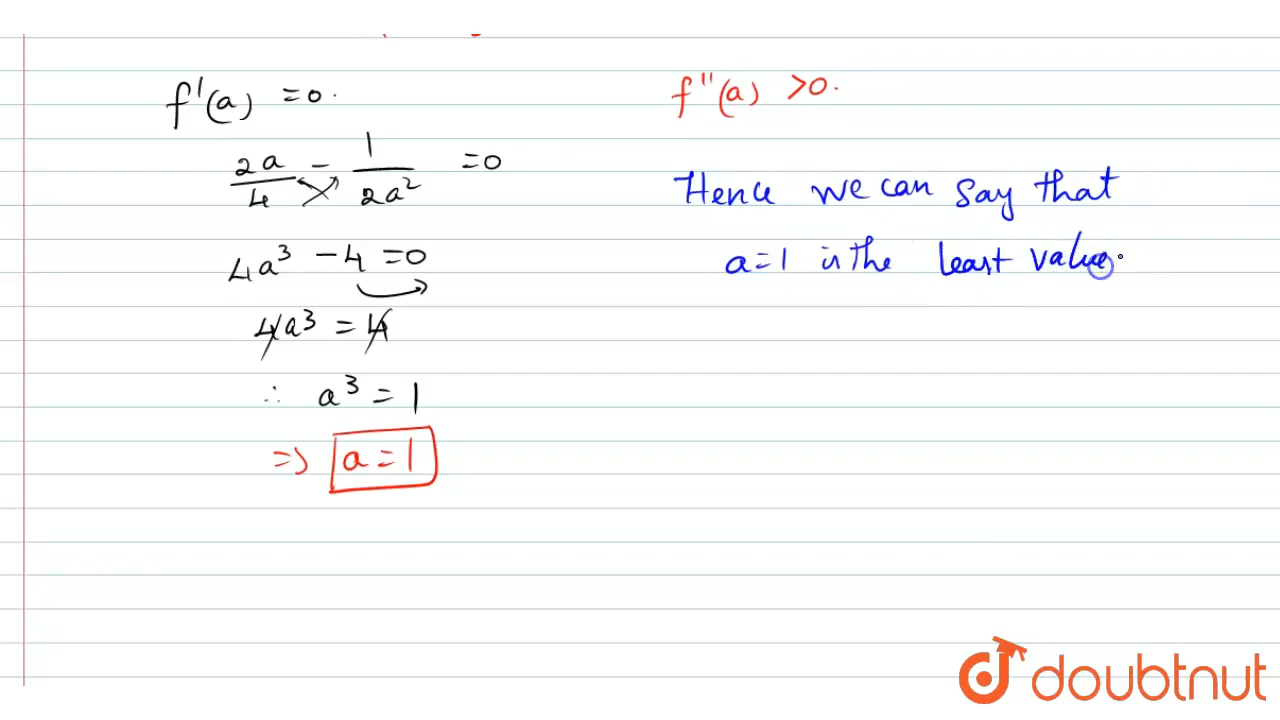 f'(a) = 0.
2a/4 - 1/2a² = 0
4a³ - 4 = 0
4a³ = 4
∴ a³ = 1
=> a = 1
f''(a) > 0.
Hence we can say that
a = 1 is the least value.
doubtnut